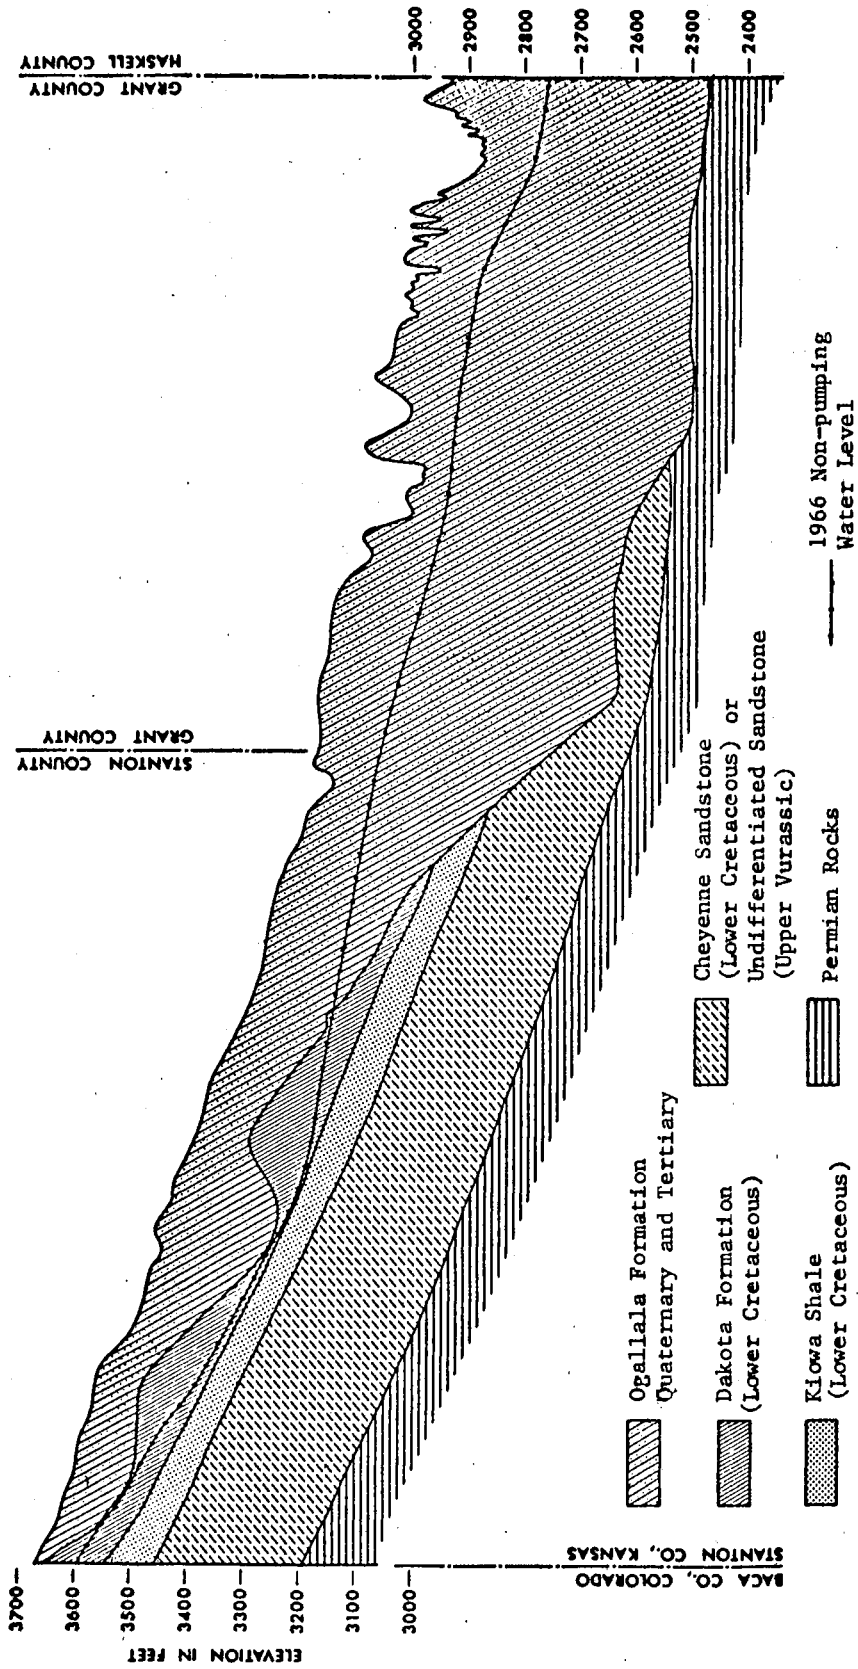 HASKELL COUNTY
GRANT COUNTY
STANTON COUNTY
GRANT COUNTY
BACA CO., COLORADO
STANTON CO., KANSAS
ELEVATION IN FEET
3700
3600
3500
3400
3300
3200
3100
3000
3000
2900
2800
2700
2600
2500
2400
Ogallala Formation
Quaternary and Tertiary
Dakota Formation
(Lower Cretaceous)
Kiowa Shale
(Lower Cretaceous)
Cheyenne Sandstone
(Lower Cretaceous) or
Undifferentiated Sandstone
(Upper Vurassic)
Permian Rocks
1966 Non-pumping
Water Level